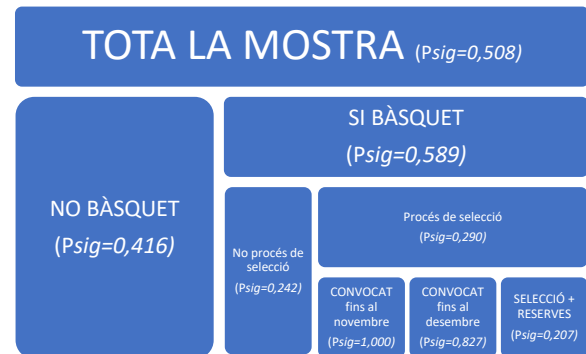 TOTA LA MOSTRA (Psig=0,508)
NO BÀSQUET
(Psig=0,416)
SI BÀSQUET
(Psig=0,589)
No procés de
selecció
(Psig=0,242)
Procés de selecció
(Psig=0,290)
CONVOCAT
fins al
novembre
(Psig=1,000)
CONVOCAT
fins al
desembre
(Psig=0,827)
SELECCIÓ +
RESERVES
(Psig=0,207)